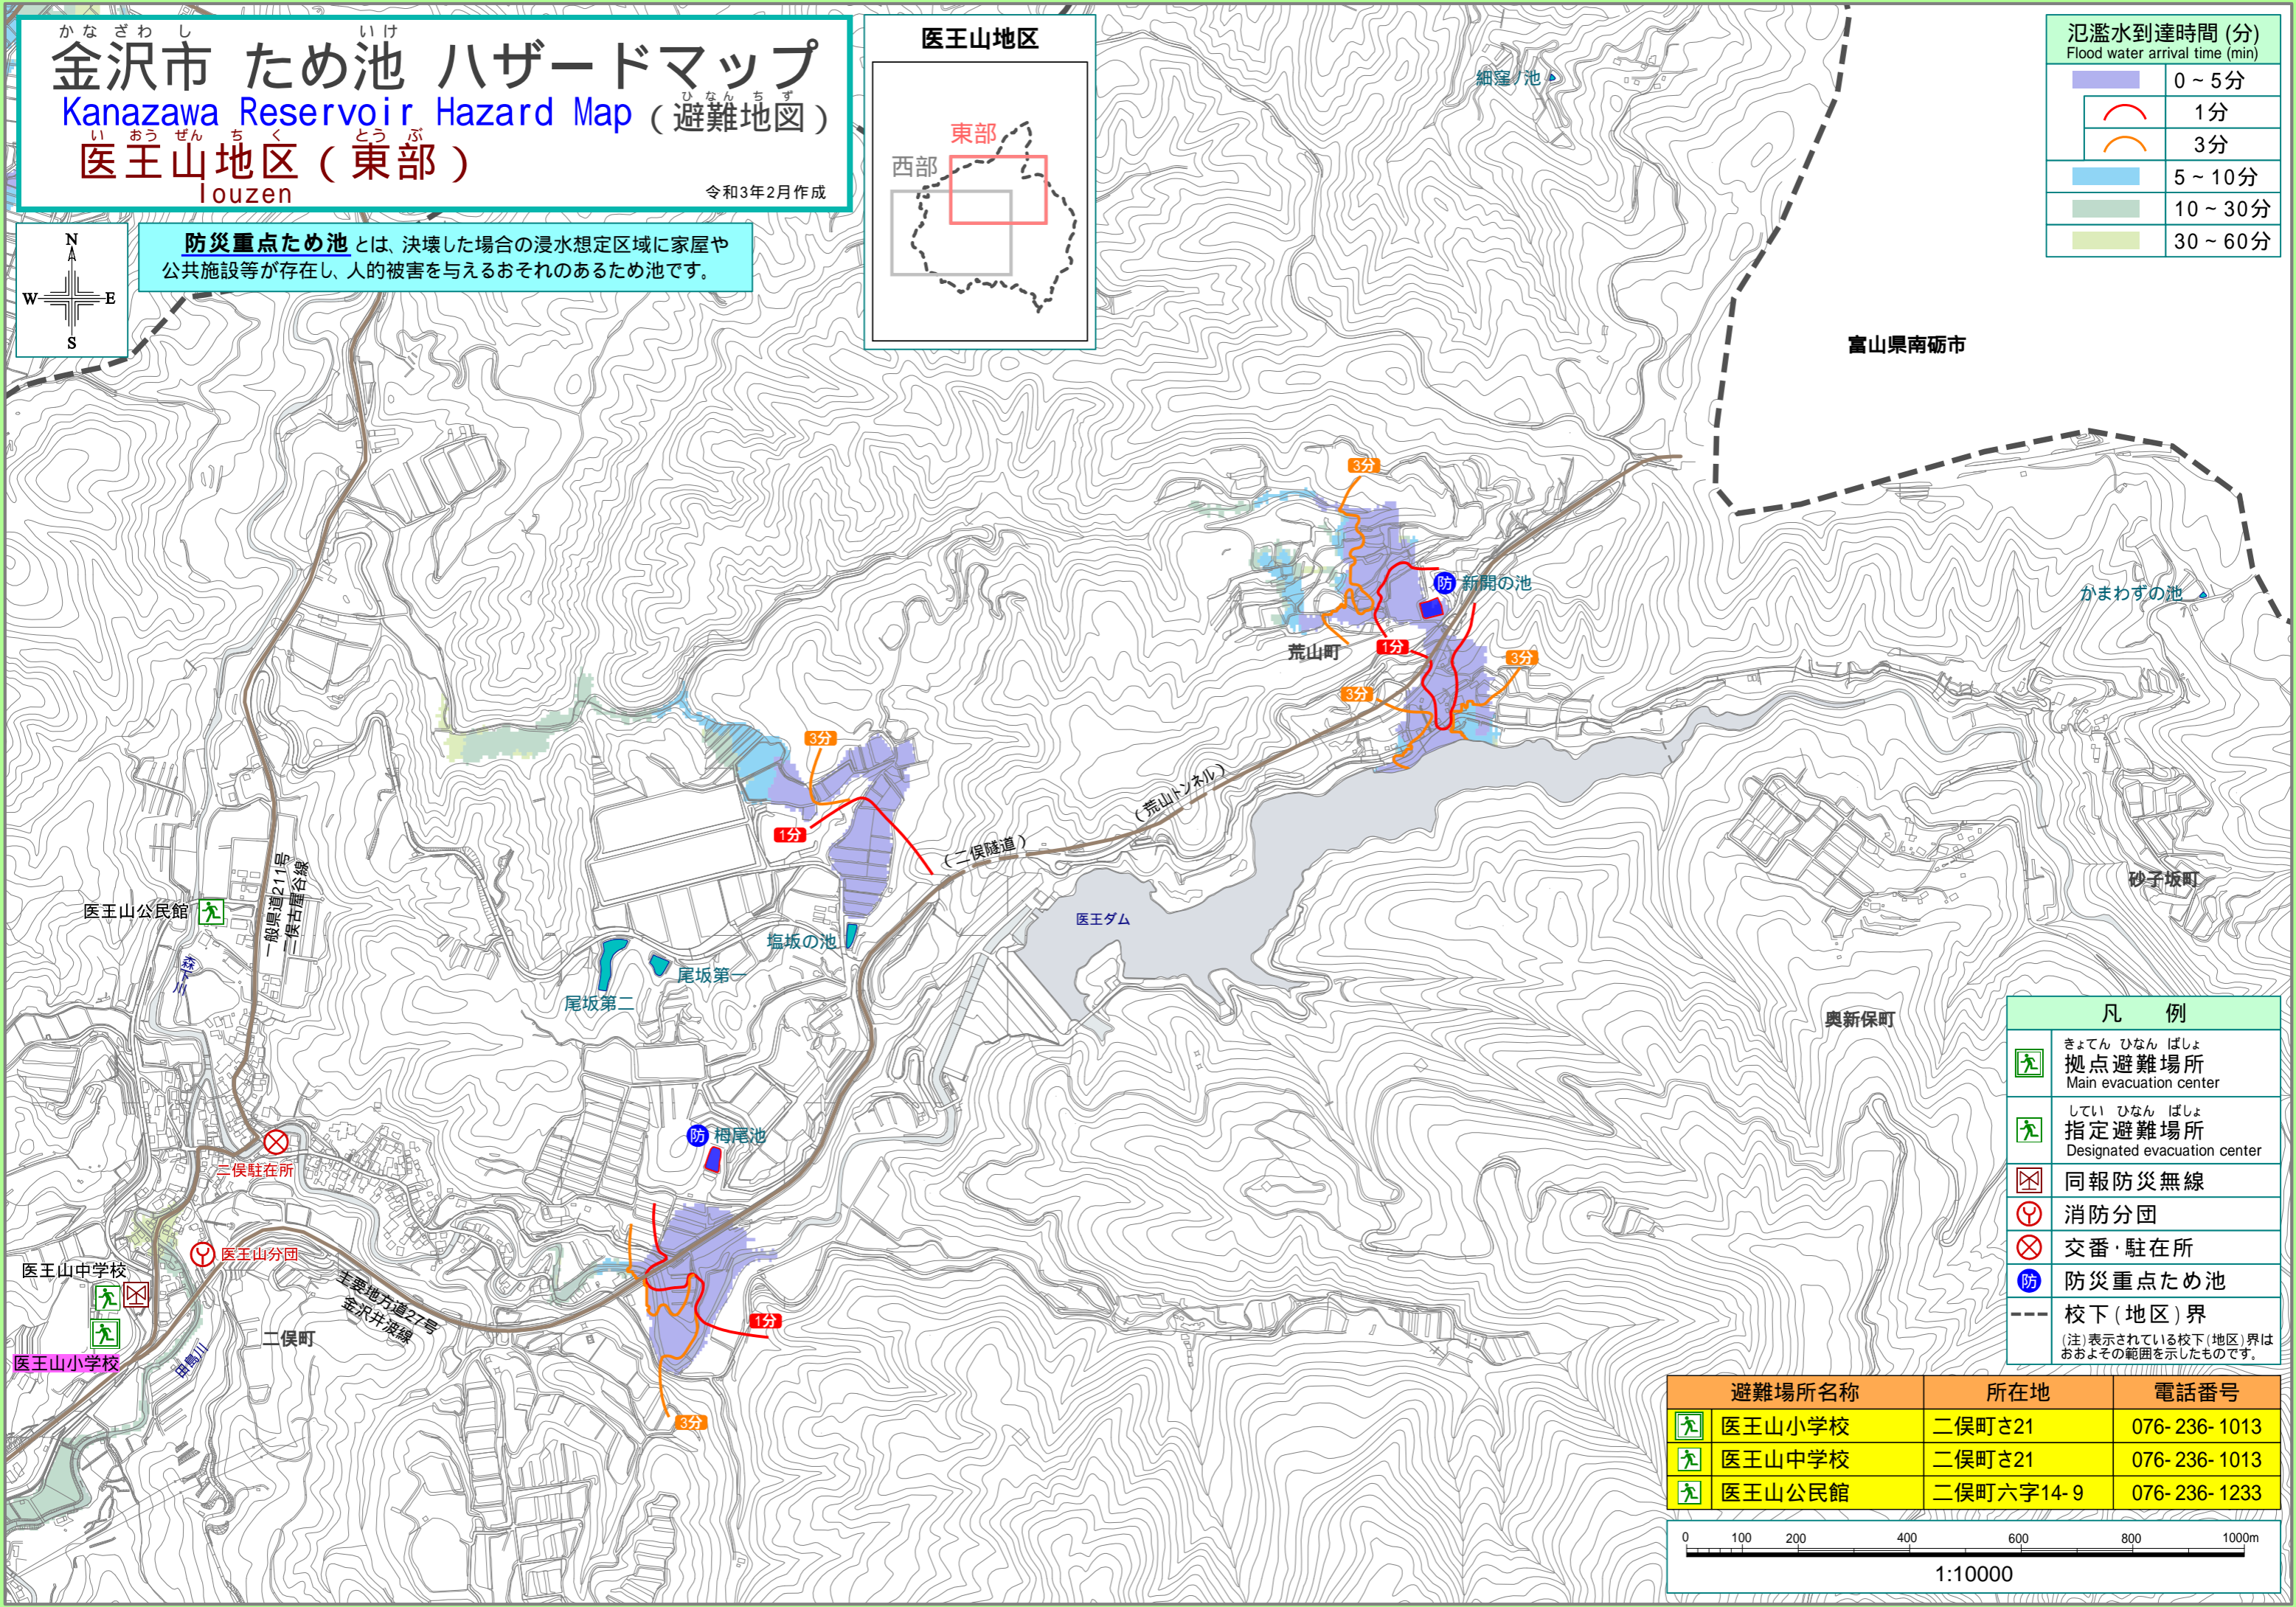 かなざわし いけ
金沢市 ため池 ハザードマップ
Kanazawa Reservoir Hazard Map (避難地図)
ひなんちず
いおうぜんちく とうぶ
医王山地区(東部)
Iouzen
令和3年2月作成
防災重点ため池 とは、決壊した場合の浸水想定区域に家屋や
公共施設等が存在し、人的被害を与えるおそれのあるため池です。
N
W E
S
医王山地区
東部
西部
氾濫水到達時間 (分)
Flood water arrival time (min)
0~5分
1分
3分
5~10分
10~30分
30~60分
細窪ノ池
富山県南砺市
かまわずの池
3分
防 新開の池
1分
荒山町
3分
3分
3分
1分
(荒山トンネル)
(二俣隧道)
医王ダム
砂子坂町
奥新保町
医王山公民館
一般県道211号
二俣古屋谷線
森下川
塩坂の池
尾坂第一
尾坂第二
防 栂尾池
二俣駐在所
医王山分団
医王山中学校
医王山小学校
主要地方道27号
金沢井波線
二俣町
田島川
1分
3分
凡 例
きょてん ひなん ばしょ
拠点避難場所
Main evacuation center
してい ひなん ばしょ
指定避難場所
Designated evacuation center
同報防災無線
消防分団
交番・駐在所
防 防災重点ため池
校下(地区)界
(注)表示されている校下(地区)界は
おおよその範囲を示したものです。
避難場所名称 所在地 電話番号
医王山小学校 二俣町さ21 076-236-1013
医王山中学校 二俣町さ21 076-236-1013
医王山公民館 二俣町六字14-9 076-236-1233
0 100 200 400 600 800 1000m
1:10000